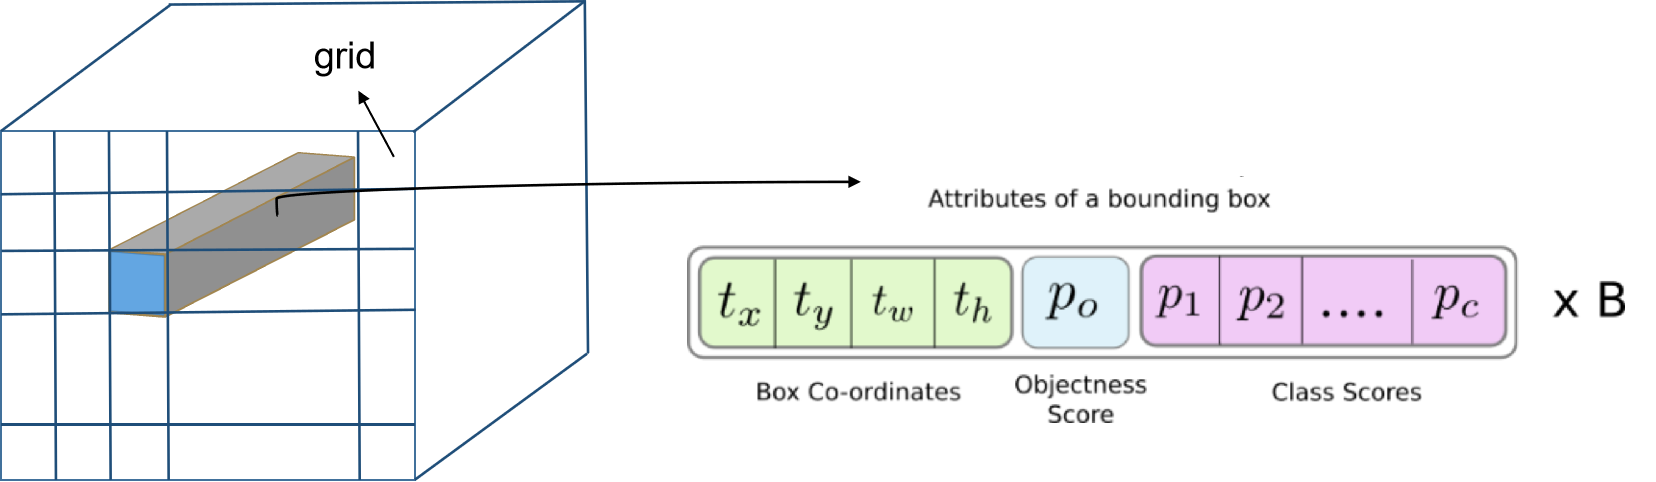 grid
Attributes of a bounding box
t_x t_y t_w t_h p_o p_1 p_2 .... p_c x B
Box Co-ordinates
Objectness
Score
Class Scores